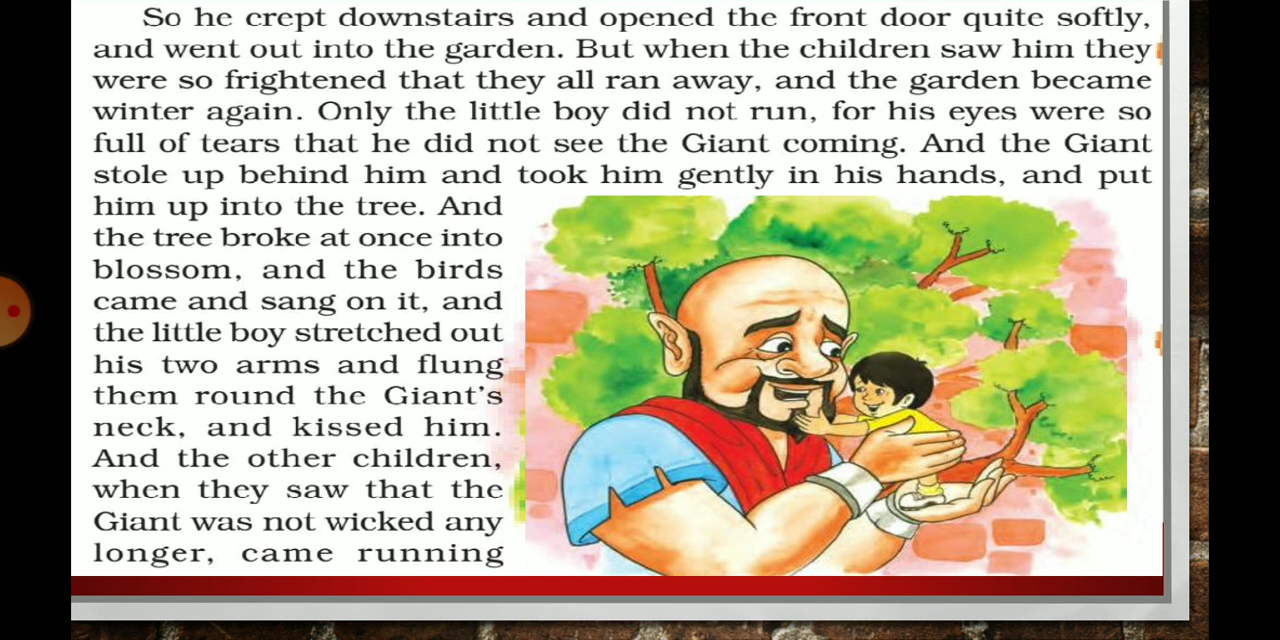 So he crept downstairs and opened the front door quite softly,
and went out into the garden. But when the children saw him they
were so frightened that they all ran away, and the garden became
winter again. Only the little boy did not run, for his eyes were so
full of tears that he did not see the Giant coming. And the Giant
stole up behind him and took him gently in his hands, and put
him up into the tree. And
the tree broke at once into
blossom, and the birds
came and sang on it, and
the little boy stretched out
his two arms and flung
them round the Giant's
neck, and kissed him.
And the other children,
when they saw that the
Giant was not wicked any
longer, came running